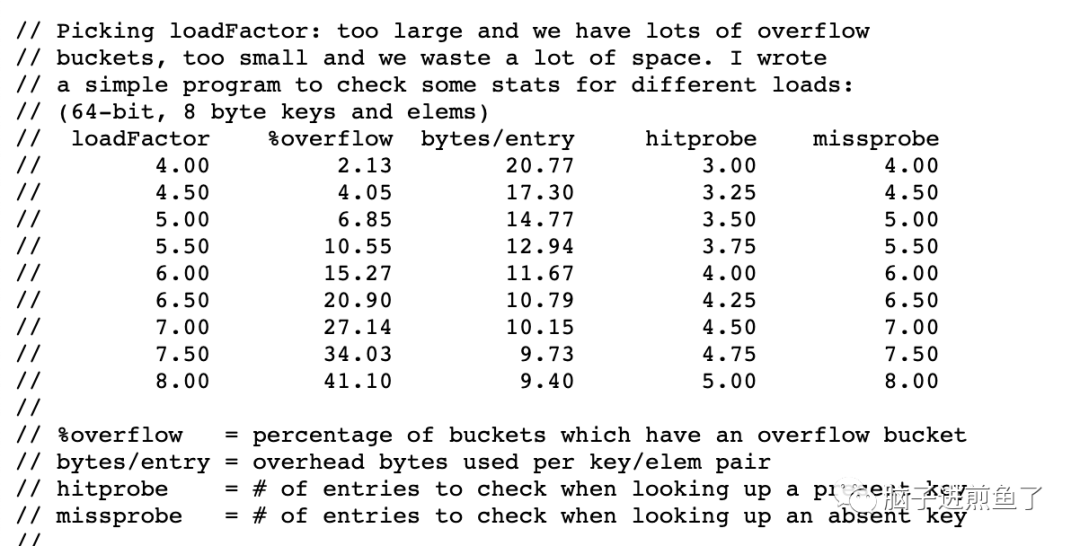 // Picking loadFactor: too large and we have lots of overflow
// buckets, too small and we waste a lot of space. I wrote
// a simple program to check some stats for different loads:
// (64-bit, 8 byte keys and elems)
//  loadFactor    %overflow  bytes/entry     hitprobe    missprobe
//        4.00         2.13        20.77         3.00         4.00
//        4.50         4.05        17.30         3.25         4.50
//        5.00         6.85        14.77         3.50         5.00
//        5.50        10.55        12.94         3.75         5.50
//        6.00        15.27        11.67         4.00         6.00
//        6.50        20.90        10.79         4.25         6.50
//        7.00        27.14        10.15         4.50         7.00
//        7.50        34.03         9.73         4.75         7.50
//        8.00        41.10         9.40         5.00         8.00
//
// %overflow   = percentage of buckets which have an overflow bucket
// bytes/entry = overhead bytes used per key/elem pair
// hitprobe    = # of entries to check when looking up a present key
// missprobe   = # of entries to check when looking up an absent key
//
脑子进煎鱼了